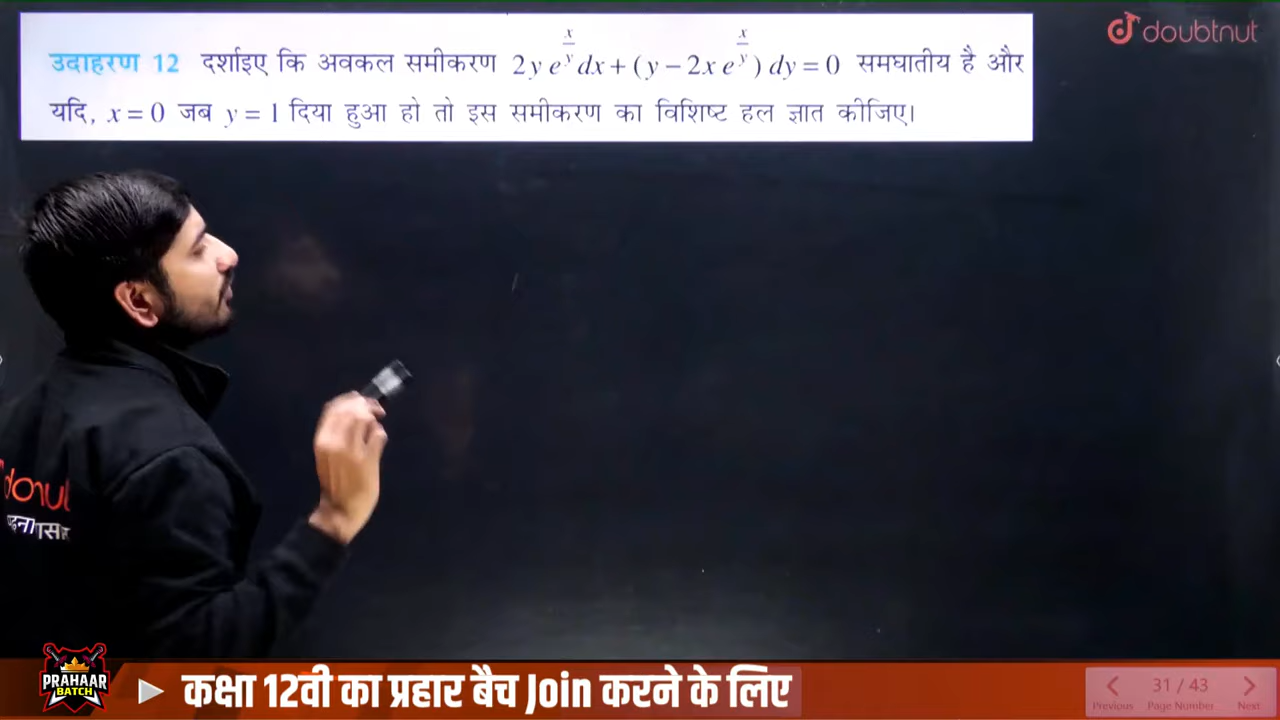 उदाहरण 12 दर्शाइए कि अवकल समीकरण 2y e^{x/y} dx + (y – 2x e^{x/y}) dy = 0 समघातीय है और
यदि, x = 0 जब y = 1 दिया हुआ हो तो इस समीकरण का विशिष्ट हल ज्ञात कीजिए।
doubtnut
PRAHAAR
BATCH
कक्षा 12वी का प्रहार बैच Join करने के लिए
31 / 43
Previous Page Number Next